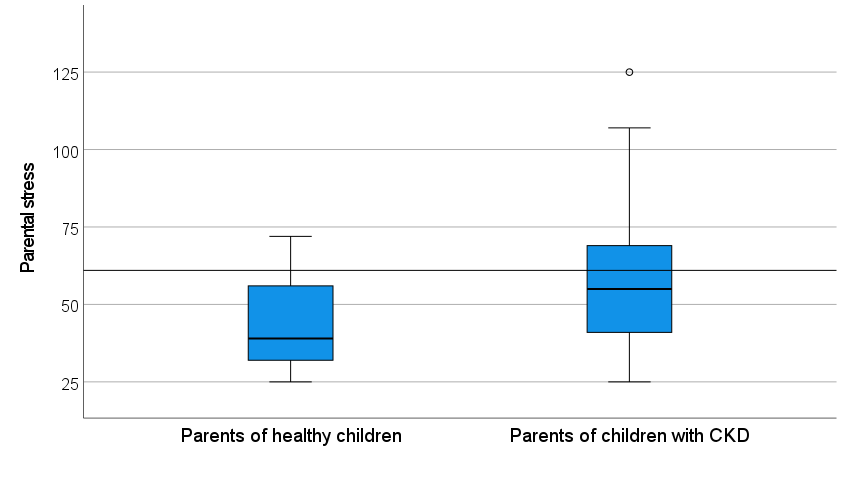 Parental stress
125
100
75
50
25
Parents of healthy children
Parents of children with CKD